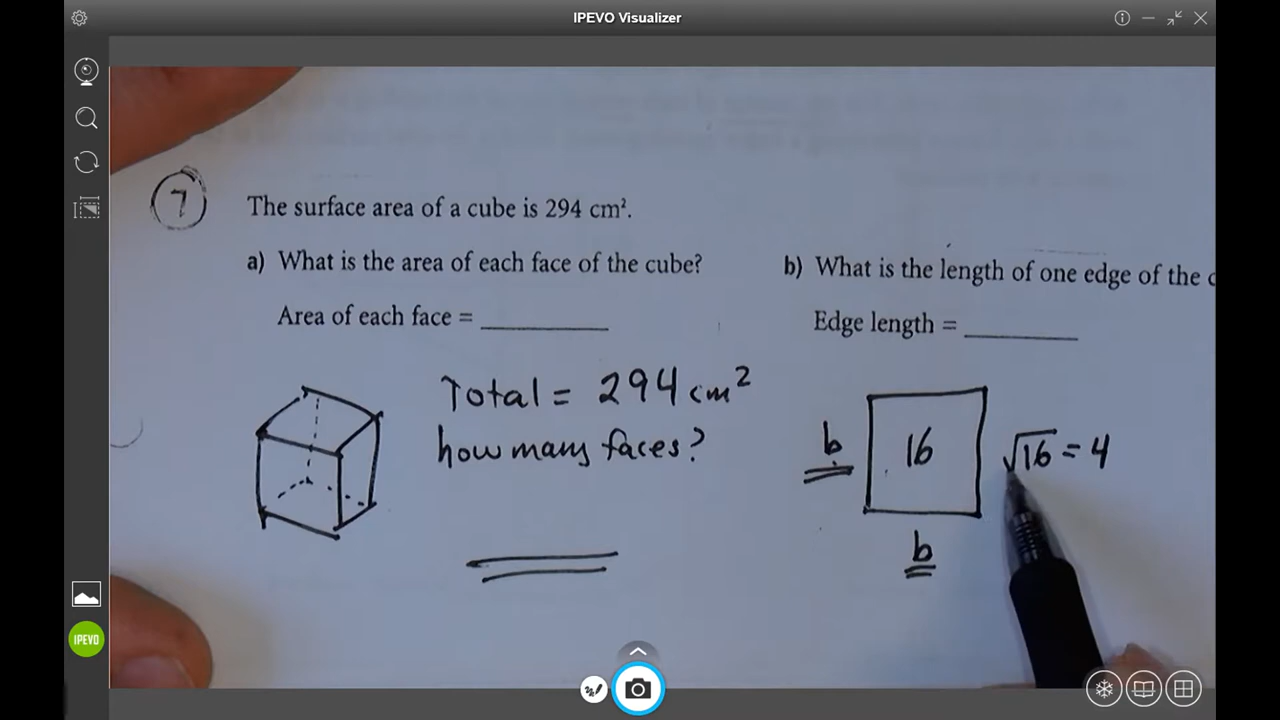 IPEVO Visualizer
7
The surface area of a cube is 294 cm².
a) What is the area of each face of the cube?
Area of each face = ________
b) What is the length of one edge of the c
Edge length = ________
Total = 294 cm²
how many faces?
b
16
√16 = 4
b
IPEVO